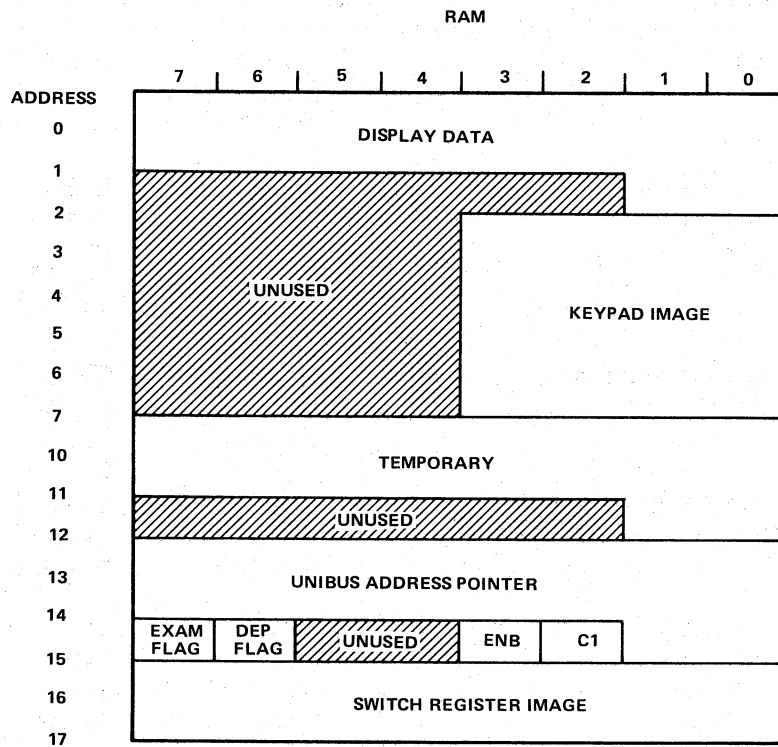 RAM
7 6 5 4 3 2 1 0
ADDRESS
0
DISPLAY DATA
1
2
3
4
UNUSED
KEYPAD IMAGE
5
6
7
10
TEMPORARY
11
UNUSED
12
13
UNIBUS ADDRESS POINTER
14
EXAM FLAG
DEP FLAG
UNUSED
ENB
C1
15
16
SWITCH REGISTER IMAGE
17